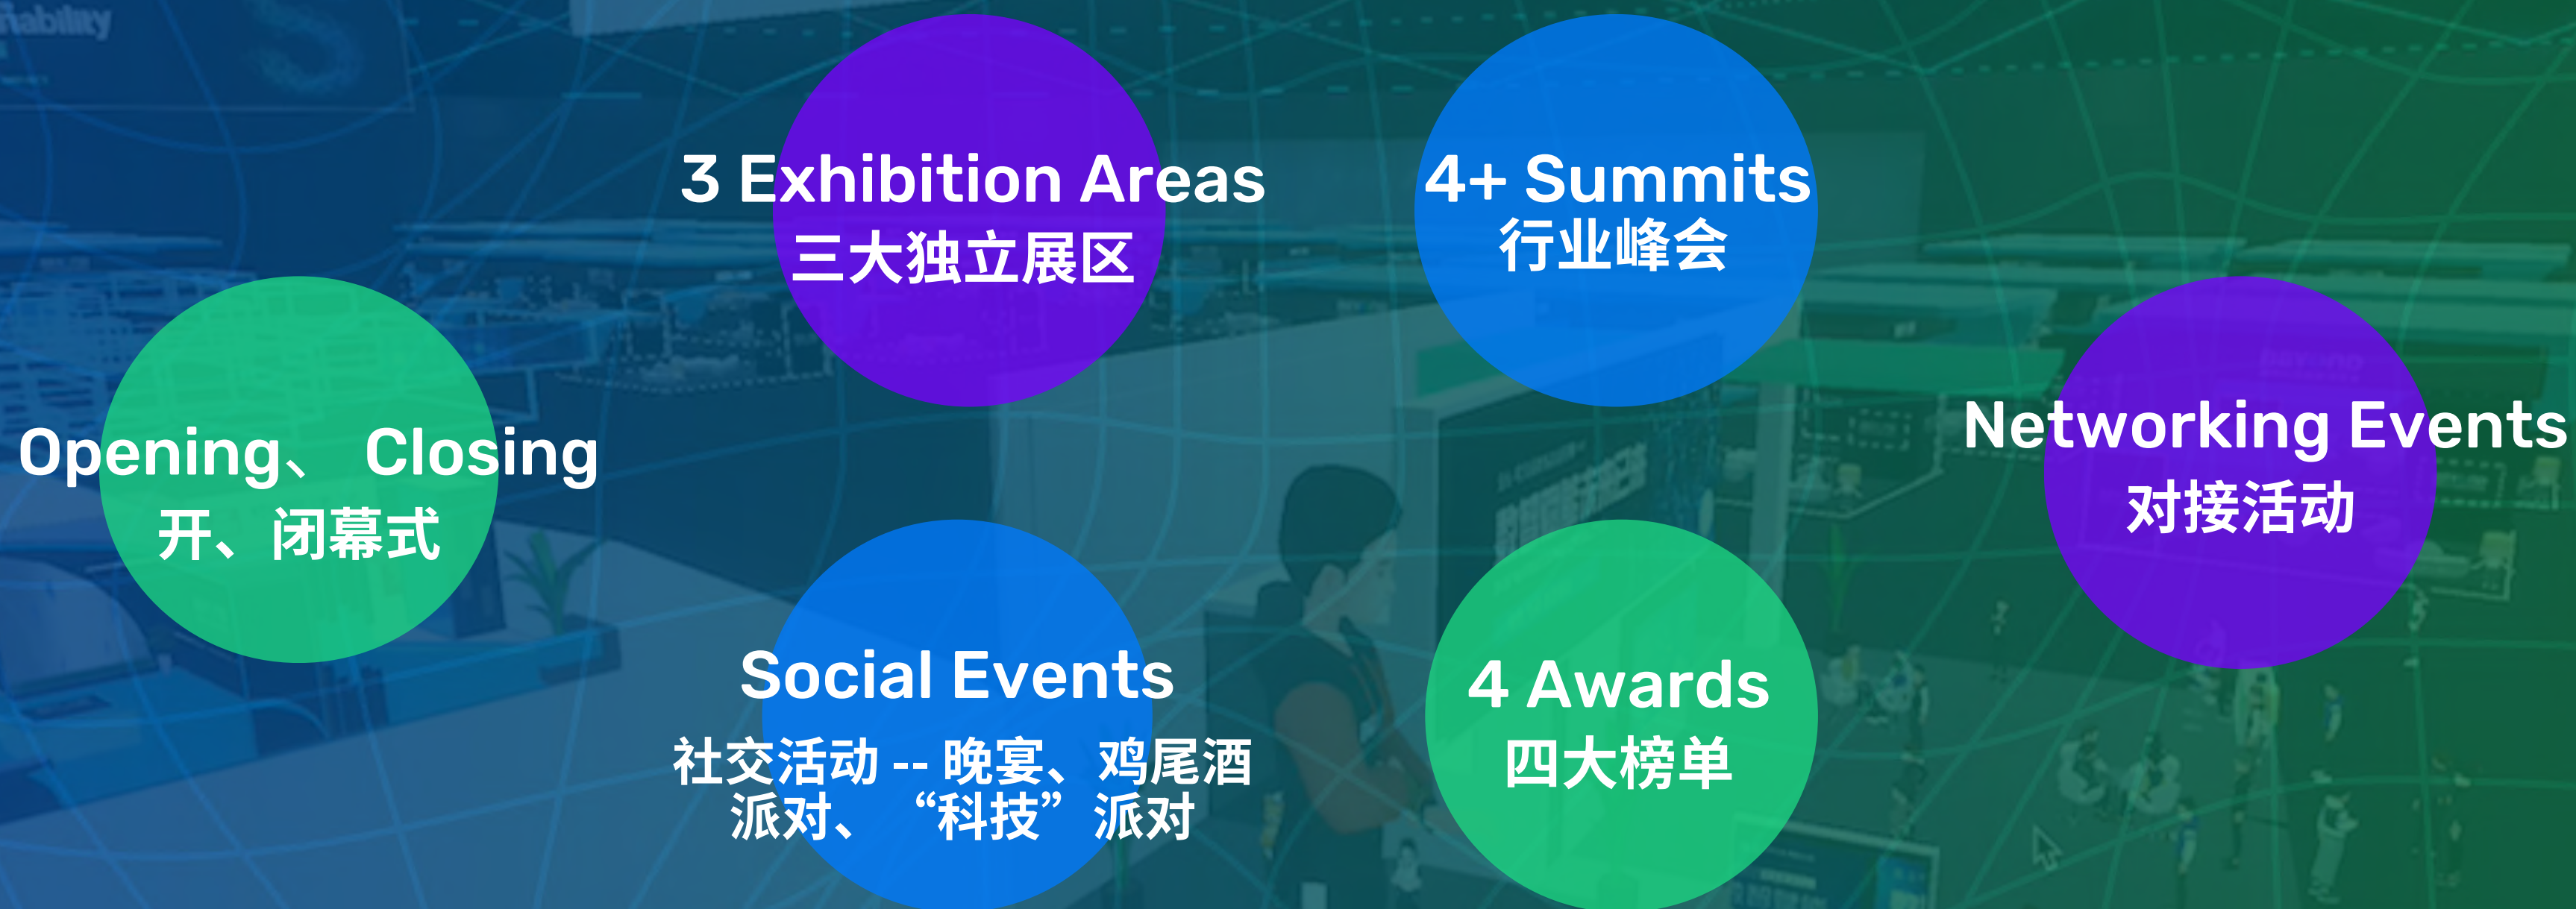 3 Exhibition Areas
三大独立展区
4+ Summits
行业峰会
Opening、 Closing
开、闭幕式
Networking Events
对接活动
Social Events
社交活动 -- 晚宴、鸡尾酒
派对、“科技”派对
4 Awards
四大榜单